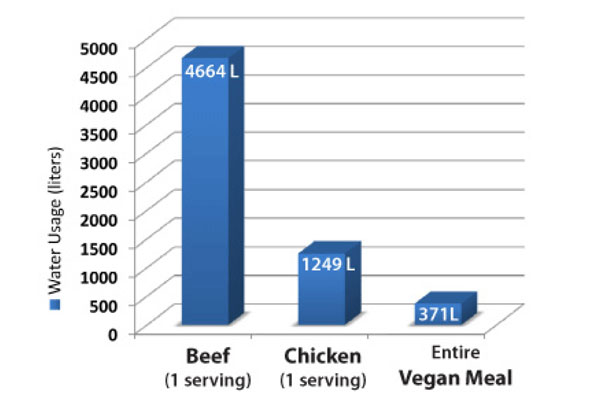 5000
4500
4000
3500
3000
2500
2000
1500
1000
500
0
Water Usage (liters)
4664 L
1249 L
371L
Beef
(1 serving)
Chicken
(1 serving)
Entire
Vegan Meal